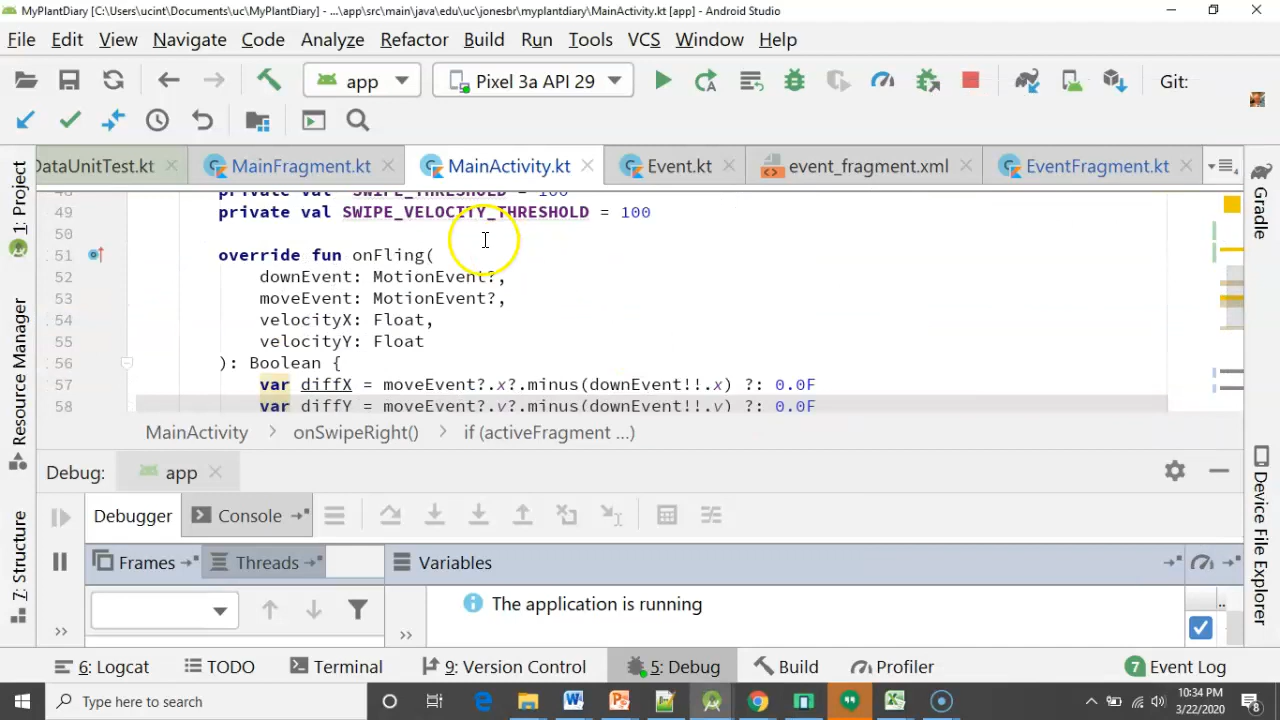 MyPlantDiary [C:\Users\ucint\Documents\uc\MyPlantDiary] - ...\app\src\main\java\edu\uc\jonesbr\myplantdiary\MainActivity.kt [app] - Android Studio
File Edit View Navigate Code Analyze Refactor Build Run Tools VCS Window Help
app Pixel 3a API 29 Git:
DataUnitTest.kt MainFragment.kt MainActivity.kt Event.kt event_fragment.xml EventFragment.kt
1: Project
Resource Manager
7: Structure
Gradle
Device File Explorer
48 private val SWIPE_THRESHOLD = 100
49 private val SWIPE_VELOCITY_THRESHOLD = 100
50
51 override fun onFling(
52 downEvent: MotionEvent?,
53 moveEvent: MotionEvent?,
54 velocityX: Float,
55 velocityY: Float
56 ): Boolean {
57 var diffX = moveEvent?.x?.minus(downEvent!!.x) ?: 0.0F
58 var diffY = moveEvent?.y?.minus(downEvent!!.y) ?: 0.0F
MainActivity > onSwipeRight() > if (activeFragment ...)
Debug: app
Debugger Console
Frames Threads Variables
The application is running
6: Logcat TODO Terminal 9: Version Control 5: Debug Build Profiler 7 Event Log
Type here to search
10:34 PM
3/22/2020
8